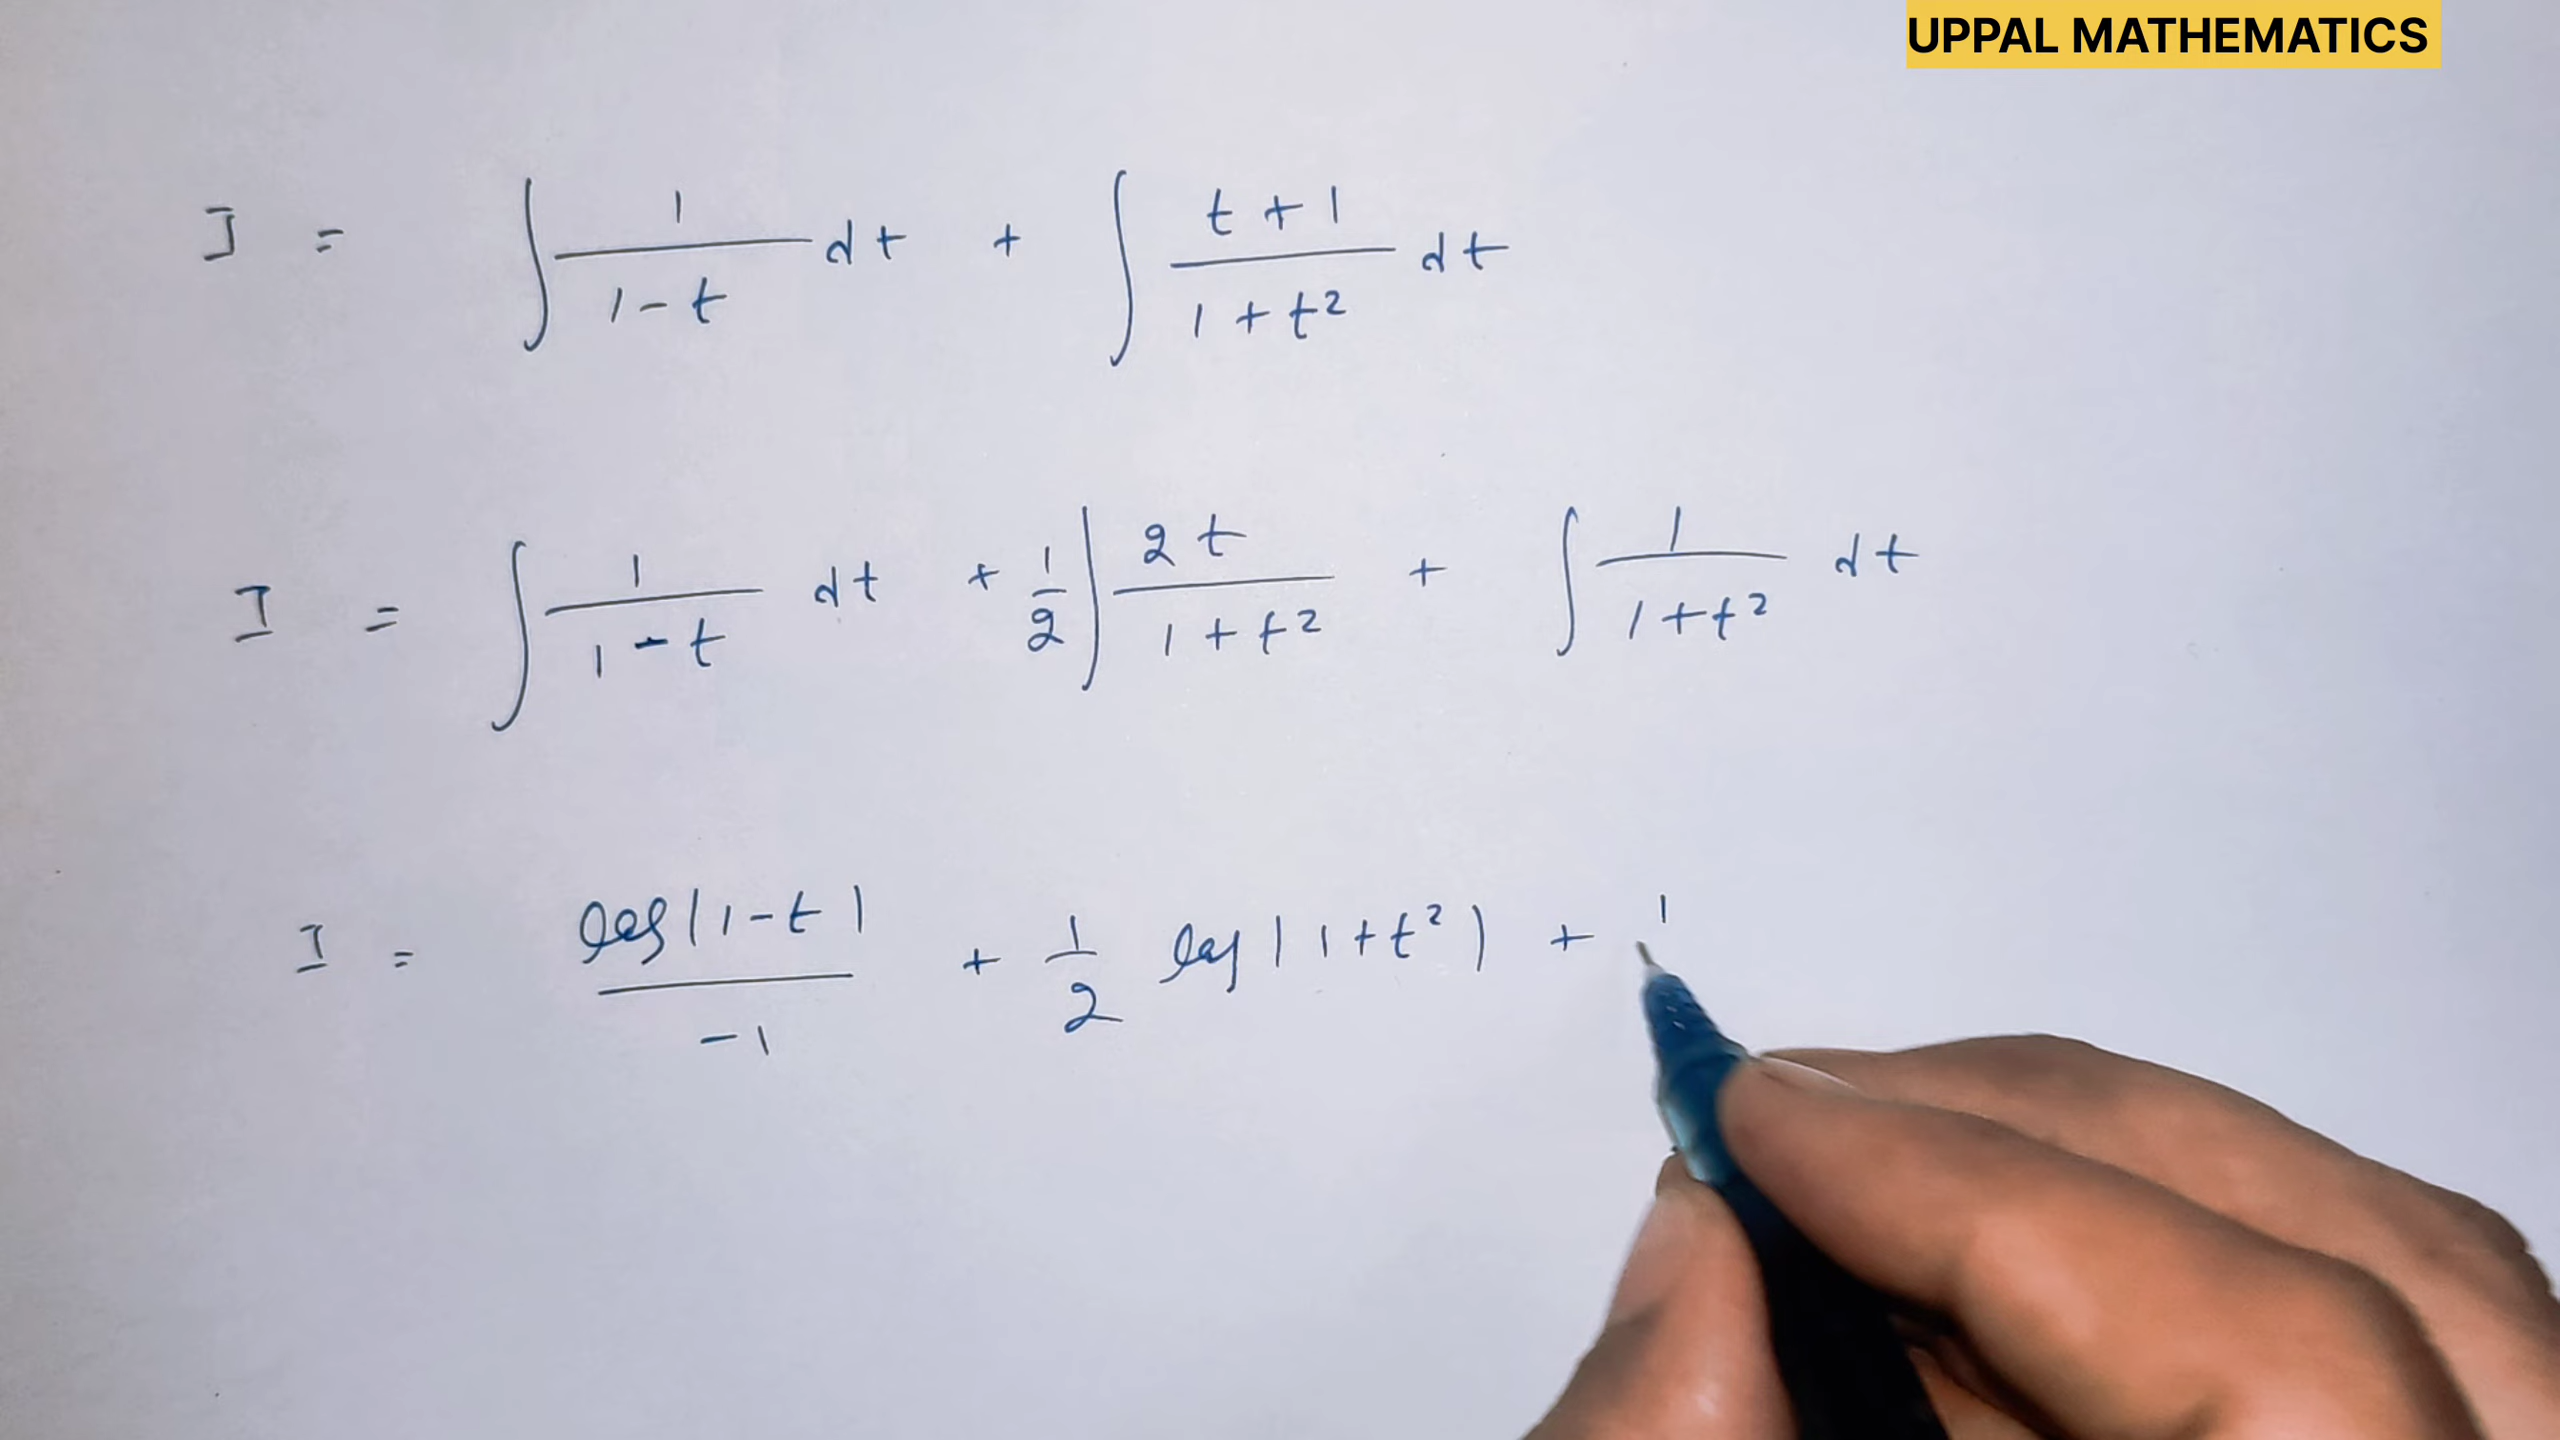 UPPAL MATHEMATICS
I = ∫ 1/(1-t) dt + ∫ (t+1)/(1+t²) dt
I = ∫ 1/(1-t) dt + 1/2 ∫ 2t/(1+t²) + ∫ 1/(1+t²) dt
I = log|1-t|/-1 + 1/2 log|1+t²| + 1